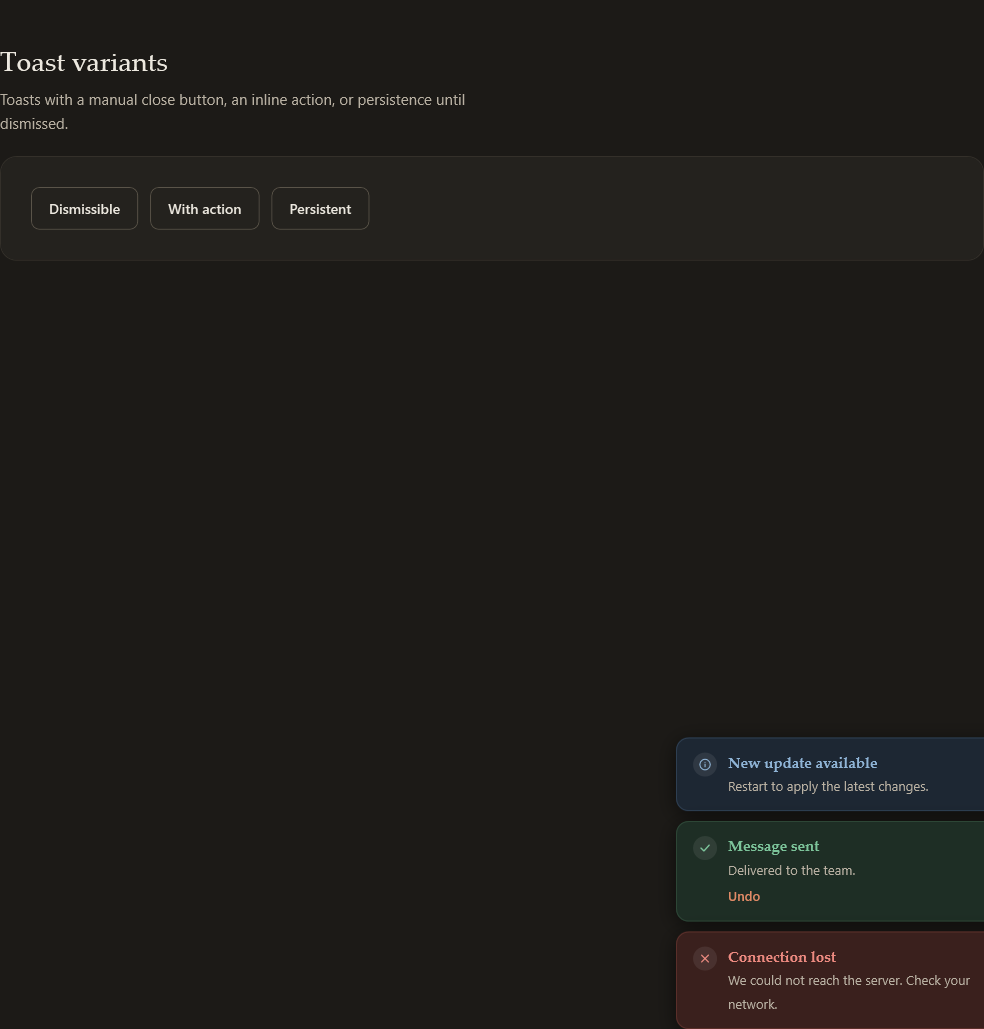 Toast variants
Toasts with a manual close button, an inline action, or persistence until
dismissed.
Dismissible
With action
Persistent
New update available
Restart to apply the latest changes.
Message sent
Delivered to the team.
Undo
Connection lost
We could not reach the server. Check your
network.